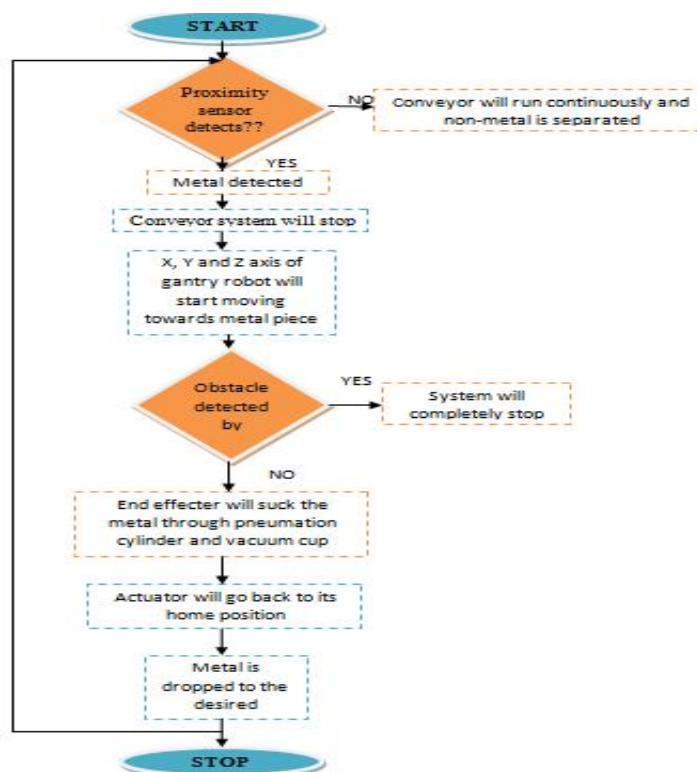 START
Proximity
sensor
detects??
NO
Conveyor will run continuously and
non-metal is separated
YES
Metal detected
Conveyor system will stop
X, Y and Z axis of
gantry robot will
start moving
towards metal piece
Obstacle
detected
by
YES
System will
completely stop
NO
End effecter will suck the
metal through pneumation
cylinder and vacuum cup
Actuator will go back to its
home position
Metal is
dropped to the
desired
STOP